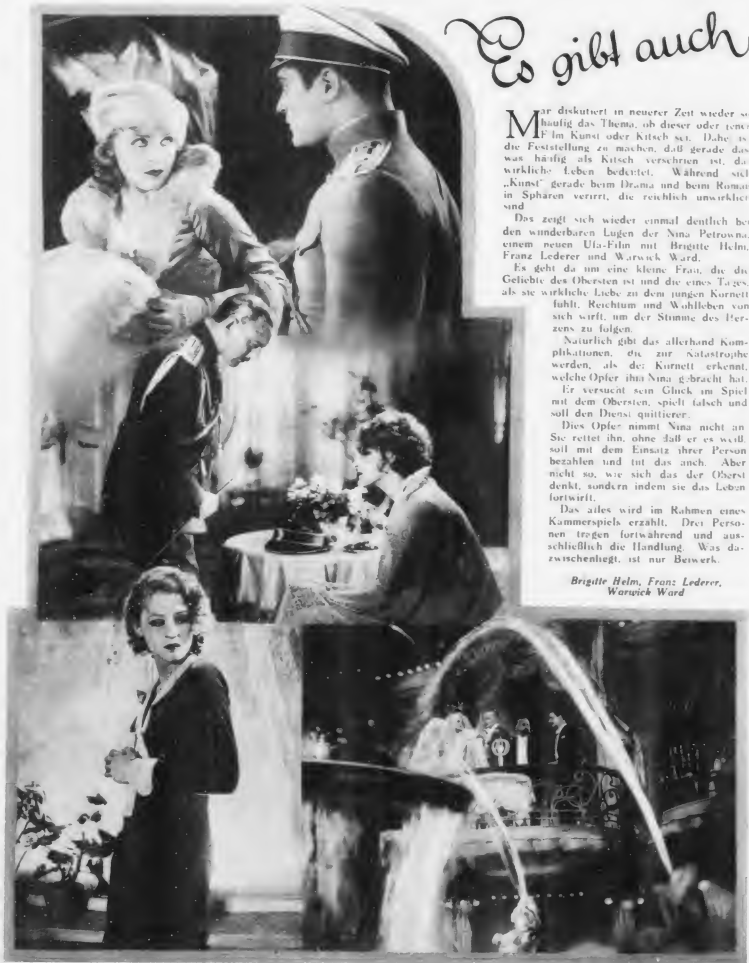 Es gibt auch
Man diskutiert in neuerer Zeit wieder
häufig das Thema, ob dieser oder jener
Film Kunst oder Kitsch sei. Dabei is
die Feststellung zu machen, daß gerade das
was häufig als Kitsch verschrien ist, da
wirkliche Leben bedeutet. Während sich
„Kunst" gerade beim Drama und beim Roman
in Sphären verirrt, die reichlich unwirklich
sind
Das zeigt sich wieder einmal deutlich bei
den wunderbaren Lügen der Nina Petrowna,
einem neuen Ufa-Film mit Brigitte Helm,
Franz Lederer und Warwick Ward.
Es geht da um eine kleine Frau, die die
Geliebte des Obersten ist und die eines Tages,
als sie wirkliche Liebe zu dem jungen Kornett
fühlt, Reichtum und Wohlleben von
sich wirft, um der Stimme des Her-
zens zu folgen.
Natürlich gibt das allerhand Kom-
plikationen, die zur Katastrophe
werden, als der Kornett erkennt,
welche Opfer ihm Nina gebracht hat.
Er versucht sein Glück im Spiel
mit dem Obersten, spielt falsch und
soll den Dienst quittieren.
Dies Opfer nimmt Nina nicht an
Sie rettet ihn, ohne daß er es weiß,
soll mit dem Einsatz ihrer Person
bezahlen und tut das auch. Aber
nicht so, wie sich das der Oberst
denkt, sondern indem sie das Leben
fortwirft.
Das alles wird im Rahmen eines
Kammerspiels erzählt. Drei Perso-
nen tragen fortwährend und aus-
schließlich die Handlung. Was da-
zwischenliegt, ist nur Beiwerk.
Brigitte Helm, Franz Lederer,
Warwick Ward